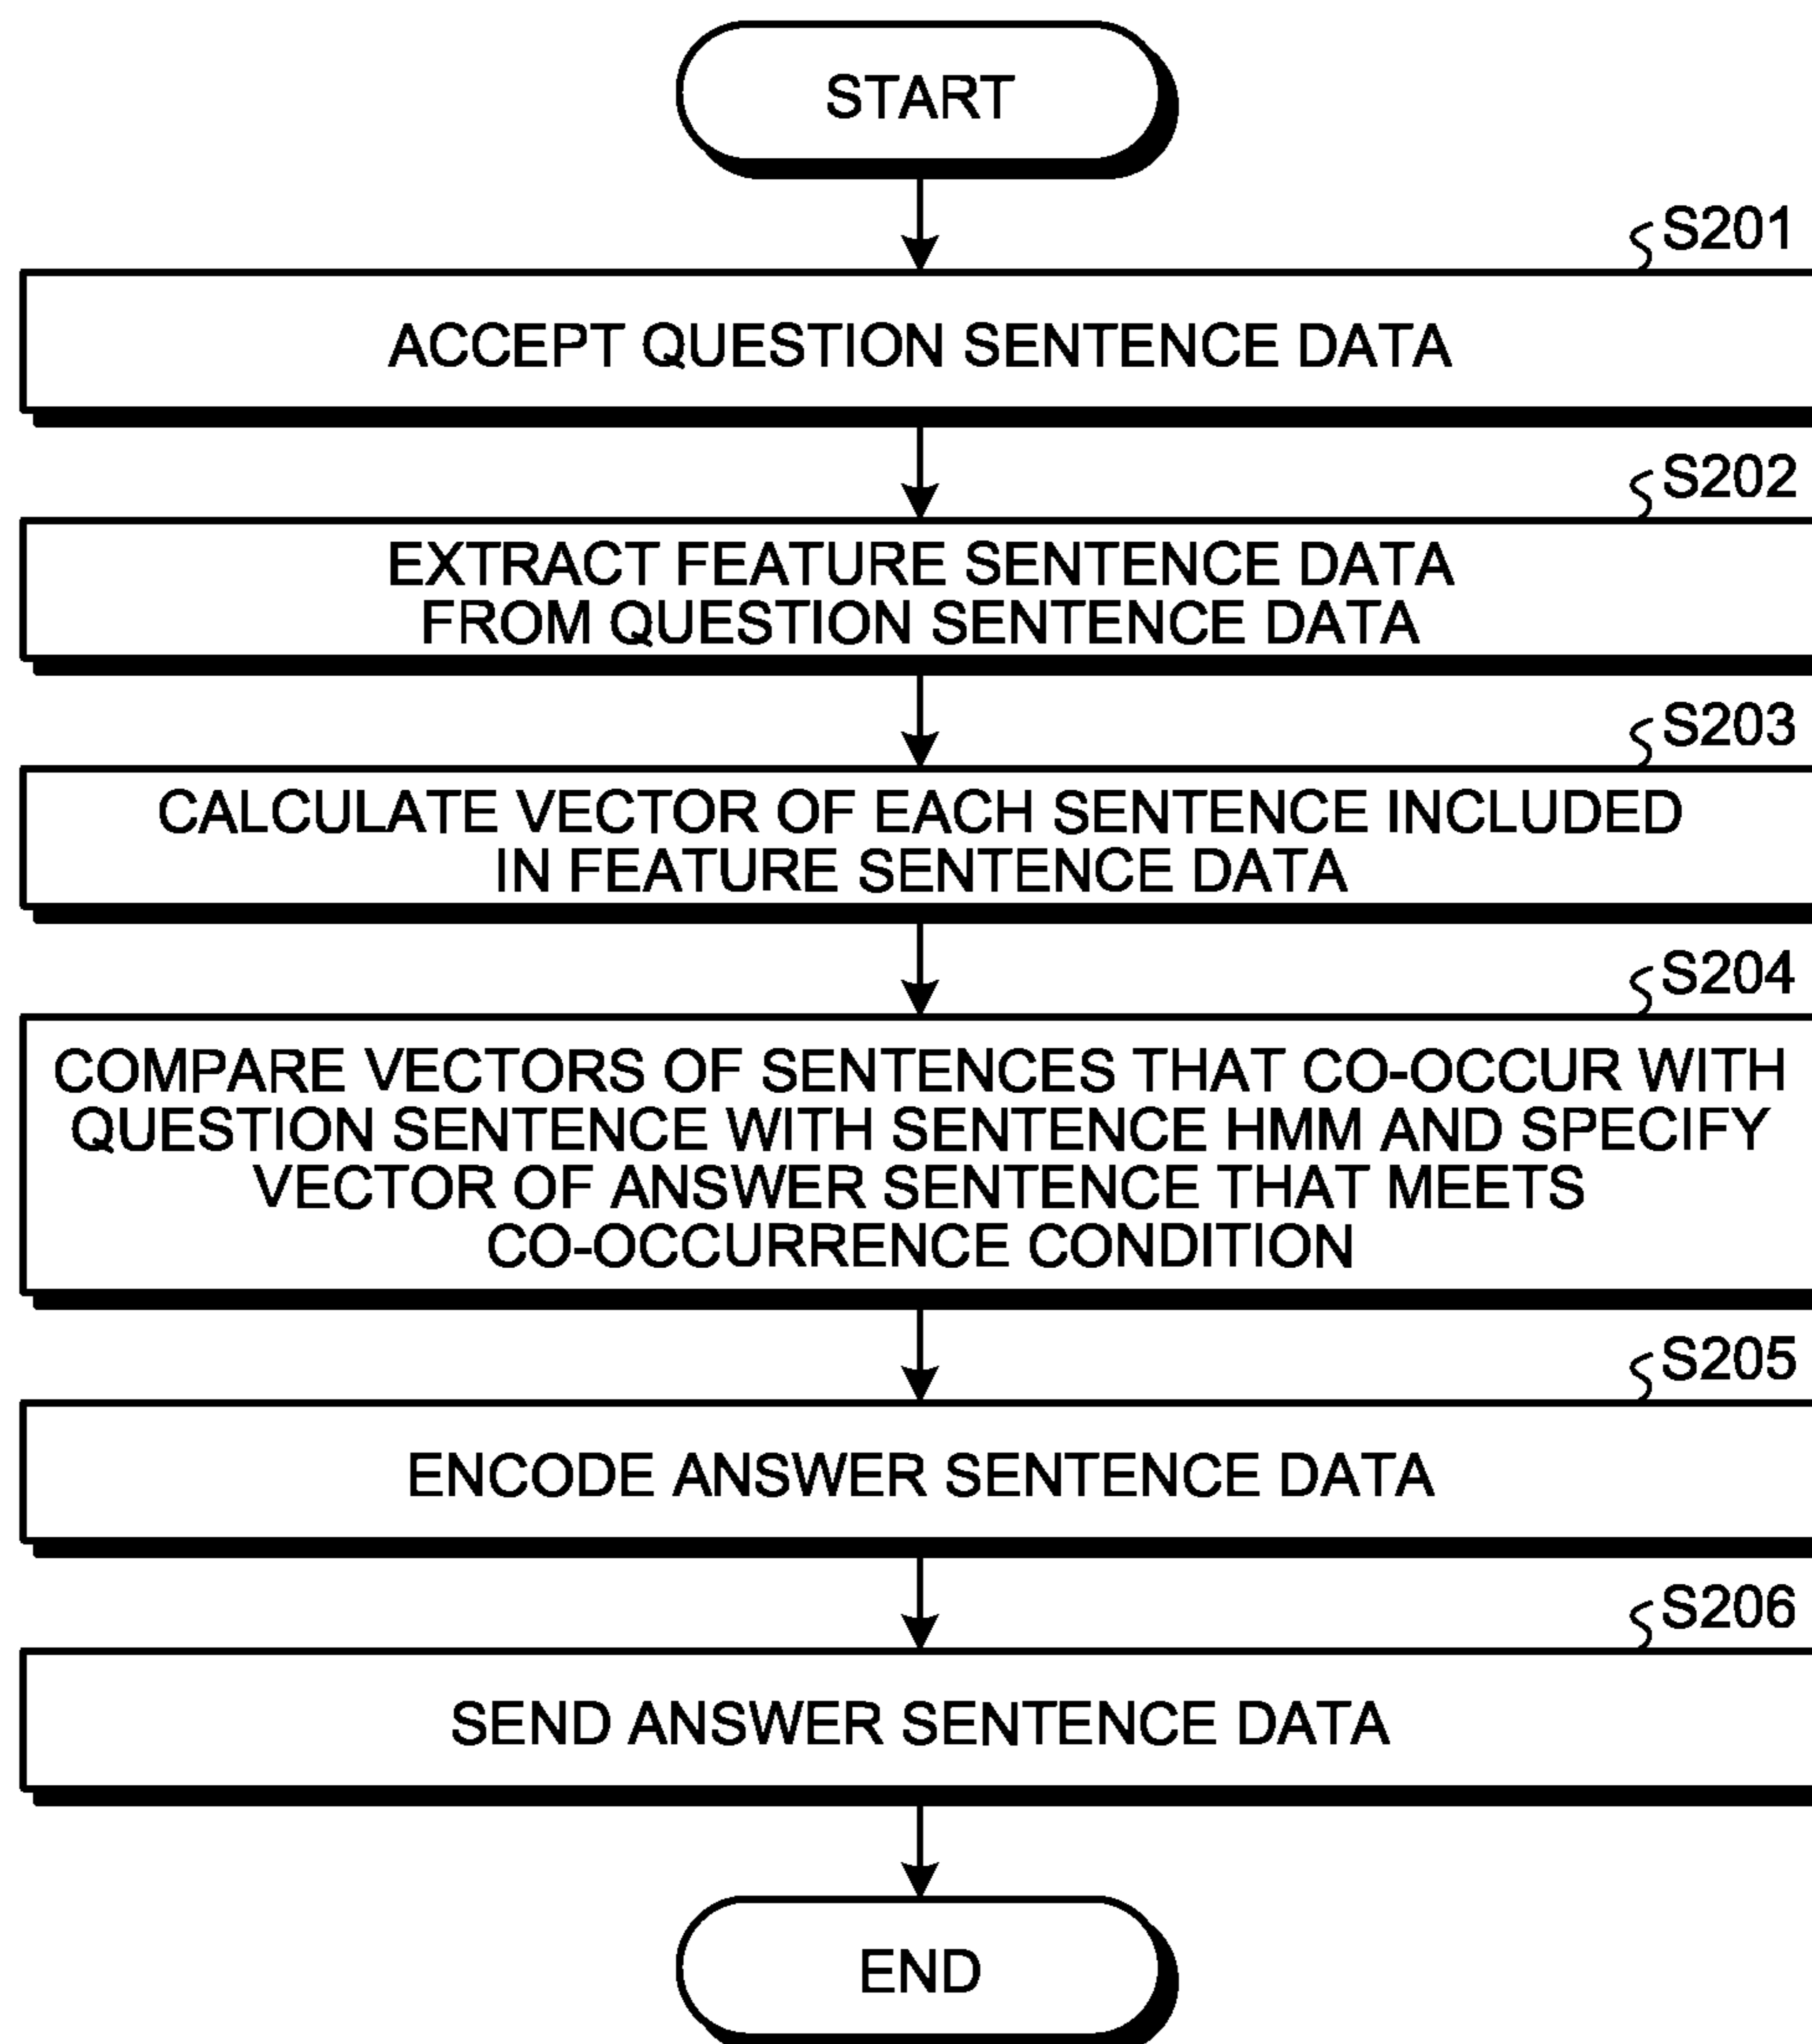 START
S201
ACCEPT QUESTION SENTENCE DATA
S202
EXTRACT FEATURE SENTENCE DATA
FROM QUESTION SENTENCE DATA
S203
CALCULATE VECTOR OF EACH SENTENCE INCLUDED
IN FEATURE SENTENCE DATA
S204
COMPARE VECTORS OF SENTENCES THAT CO-OCCUR WITH
QUESTION SENTENCE WITH SENTENCE HMM AND SPECIFY
VECTOR OF ANSWER SENTENCE THAT MEETS
CO-OCCURRENCE CONDITION
S205
ENCODE ANSWER SENTENCE DATA
S206
SEND ANSWER SENTENCE DATA
END